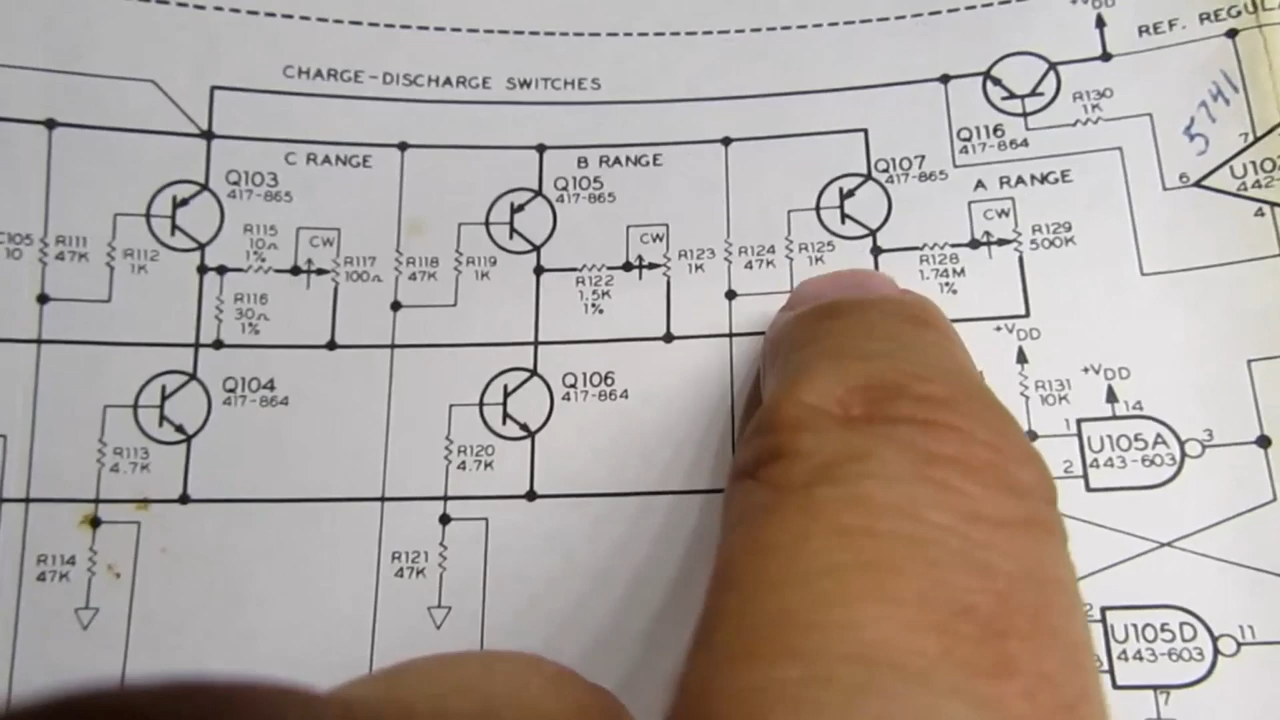 +VDD
REF. REGUL
CHARGE-DISCHARGE SWITCHES
R130
1K
5741
Q116
417-864
7
6
U10
442-
4
C RANGE
B RANGE
A RANGE
Q103
417-865
Q105
417-865
Q107
417-865
C105
10
R111
47K
R112
1K
R115
10Ω
1%
CW
R117
100Ω
R116
30Ω
1%
R118
47K
R119
1K
R122
1.5K
1%
CW
R123
1K
R124
47K
R125
1K
R128
1.74M
1%
CW
R129
500K
Q104
417-864
Q106
417-864
+VDD
R131
10K
+VDD
14
1
2
U105A
443-603
3
R113
4.7K
R120
4.7K
R114
47K
R121
47K
2
3
U105D
443-603
11
7